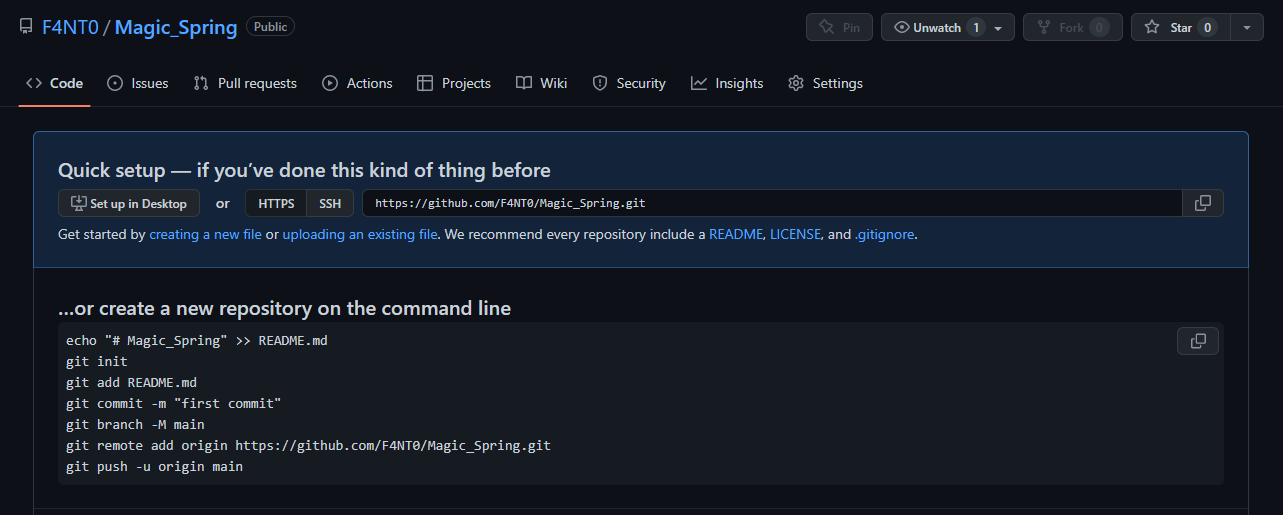 F4NT0 / Magic_Spring Public Pin Unwatch 1 Fork 0 Star 0
Code Issues Pull requests Actions Projects Wiki Security Insights Settings
Quick setup — if you’ve done this kind of thing before
Set up in Desktop or HTTPS SSH https://github.com/F4NT0/Magic_Spring.git
Get started by creating a new file or uploading an existing file. We recommend every repository include a README, LICENSE, and .gitignore.
…or create a new repository on the command line
echo "# Magic_Spring" >> README.md
git init
git add README.md
git commit -m "first commit"
git branch -M main
git remote add origin https://github.com/F4NT0/Magic_Spring.git
git push -u origin main